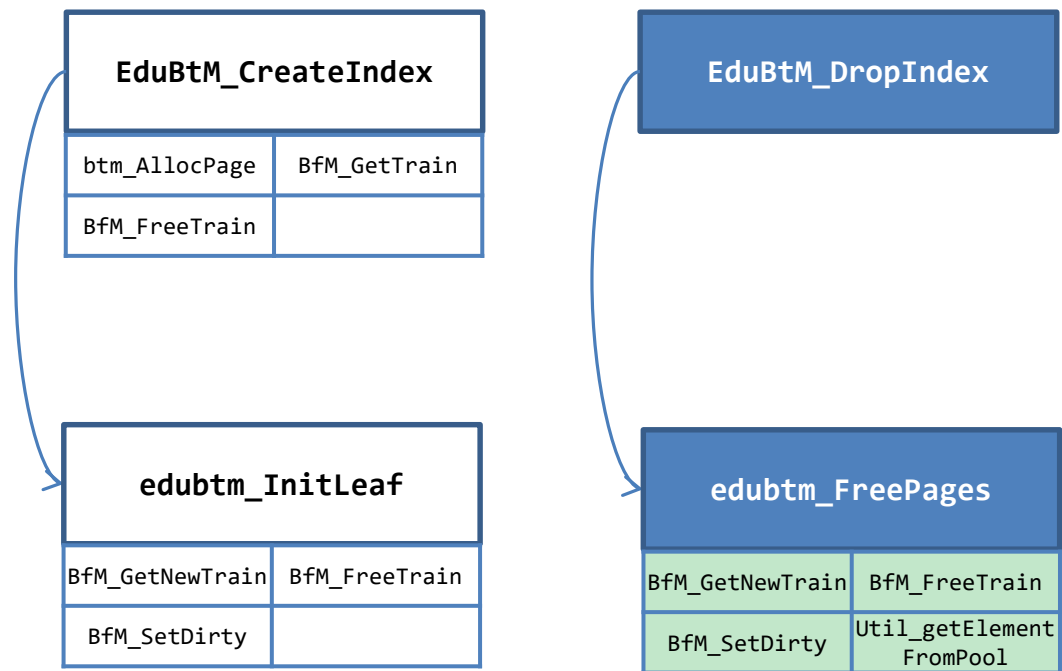 EduBtM_CreateIndex
EduBtM_DropIndex
btm_AllocPage
BfM_GetTrain
BfM_FreeTrain
edubtm_InitLeaf
edubtm_FreePages
BfM_GetNewTrain
BfM_FreeTrain
BfM_SetDirty
BfM_GetNewTrain
BfM_FreeTrain
BfM_SetDirty
Util_getElement
FromPool